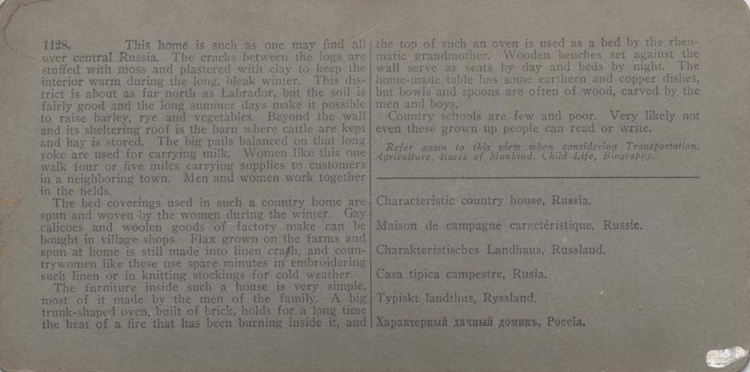 1128. This home is such as one may find all
over central Russia. The cracks between the logs are
stuffed with moss and plastered with clay to keep the
interior warm during the long, bleak winter. This dis-
trict is about as far north as Labrador, but the soil is
fairly good and the long summer days make it possible
to raise barley, rye and vegetables. Beyond the wall
and its sheltering roof is the barn where cattle are kept
and hay is stored. The big pails balanced on that long
yoke are used for carrying milk. Women like this one
walk four or five miles carrying supplies to customers
in a neighboring town. Men and women work together
in the fields.
The bed coverings used in such a country home are
spun and woven by the women during the winter. Gay
calicoes and woolen goods of factory make can be
bought in village shops. Flax grown on the farms and
spun at home is still made into linen crash, and coun-
trywomen like these use spare minutes in embroidering
such linen or in knitting stockings for cold weather.
The furniture inside such a house is very simple,
most of it made by the men of the family. A big
trunk-shaped oven, built of brick, holds for a long time
the heat of a fire that has been burning inside it, and
the top of such an oven is used as a bed by the rheu-
matic grandmother. Wooden benches set against the
wall serve as seats by day and beds by night. The
home-made table has some earthern and copper dishes,
but bowls and spoons are often of wood, carved by the
men and boys.
Country schools are few and poor. Very likely not
even these grown up people can read or write.
Refer again to this view when considering Transportation,
Agriculture, Races of Mankind, Child Life, Biography.
Characteristic country house, Russia.
Maison de campagne caractéristique, Russie.
Charakteristisches Landhaus, Russland.
Casa tipica campestre, Rusia.
Typiskt landthus, Ryssland.
Характерный дачный домикъ, Россія.